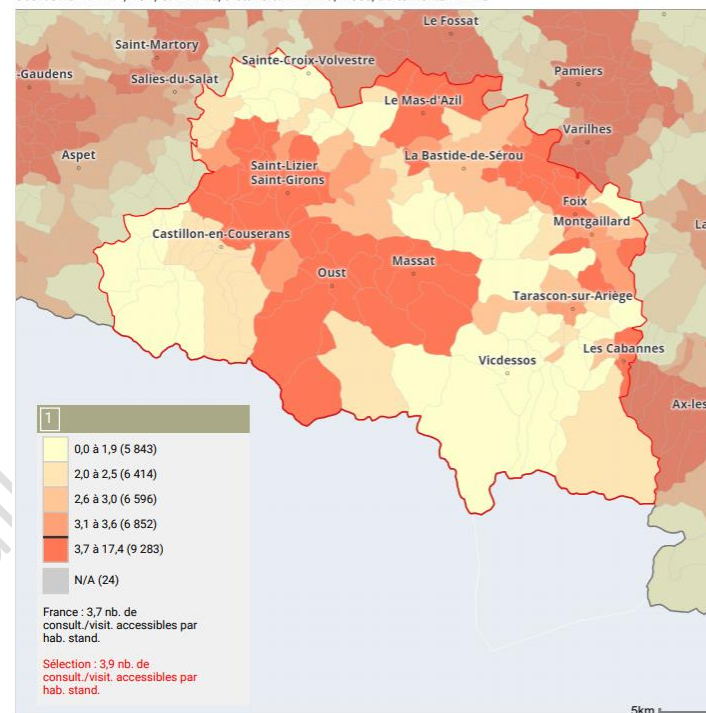 Le Fossat
Saint-Martory
Sainte-Croix-Volvestre
-Gaudens
Salies-du-Salat
Pamiers
Le Mas-d'Azil
Varilhes
Aspet
La Bastide-de-Sérou
Saint-Lizier
Saint-Girons
Foix
Montgaillard
La
Castillon-en-Couserans
Massat
Oust
Tarascon-sur-Ariège
Les Cabannes
Vicdessos
Ax-les
1
0,0 à 1,9 (5 843)
2,0 à 2,5 (6 414)
2,6 à 3,0 (6 596)
3,1 à 3,6 (6 852)
3,7 à 17,4 (9 283)
N/A (24)
France : 3,7 nb. de
consult./visit. accessibles par
hab. stand.
Sélection : 3,9 nb. de
consult./visit. accessibles par
hab. stand.
5km